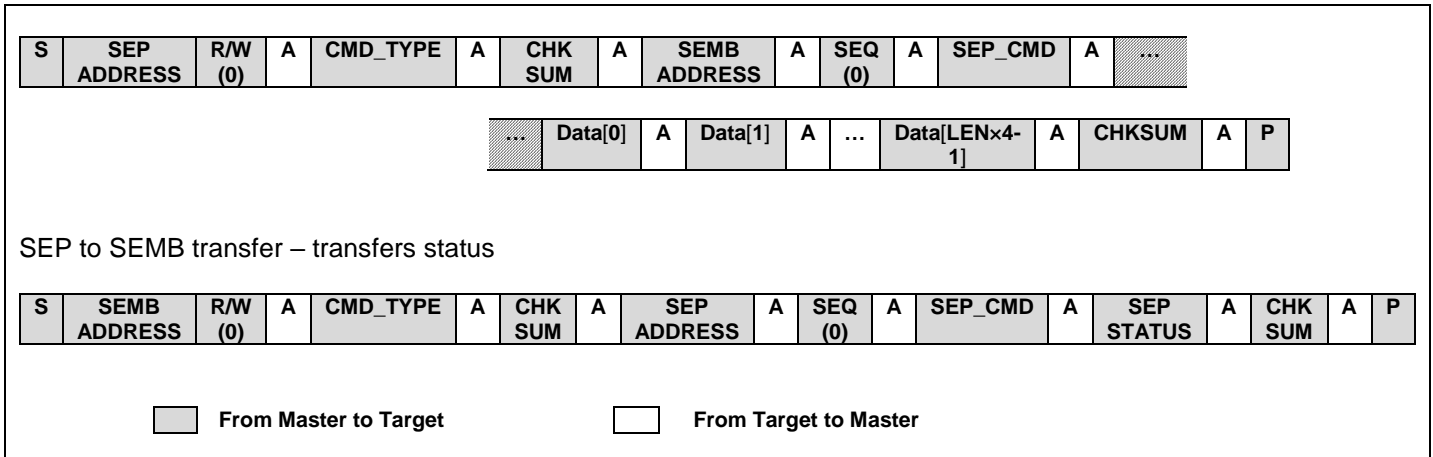 S SEP ADDRESS R/W (0) A CMD_TYPE A CHK SUM A SEMB ADDRESS A SEQ (0) A SEP_CMD A …
… Data[0] A Data[1] A … Data[LEN×4-1] A CHKSUM A P
SEP to SEMB transfer – transfers status
S SEMB ADDRESS R/W (0) A CMD_TYPE A CHK SUM A SEP ADDRESS A SEQ (0) A SEP_CMD A SEP STATUS A CHK SUM A P
From Master to Target From Target to Master